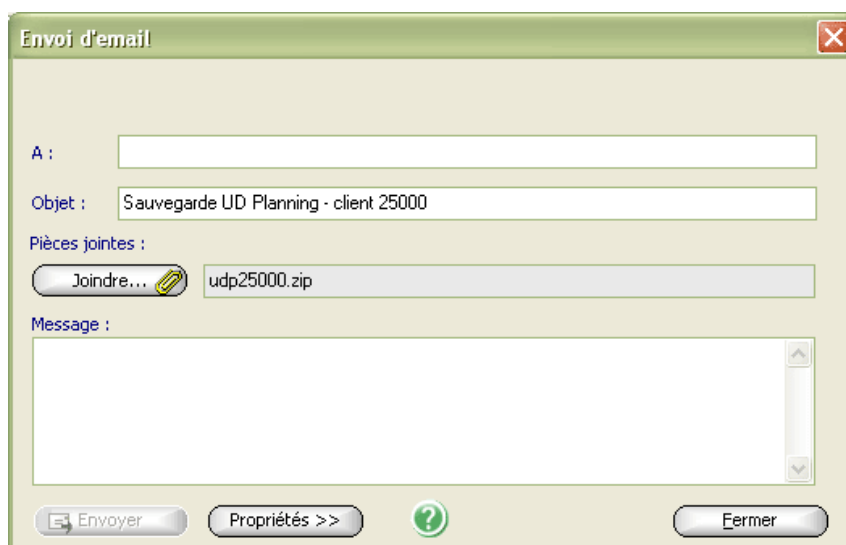 Envoi d'email
A :
Objet : Sauvegarde UD Planning - client 25000
Pièces jointes :
Joindre... udp25000.zip
Message :
Envoyer Propriétés >> ? Fermer